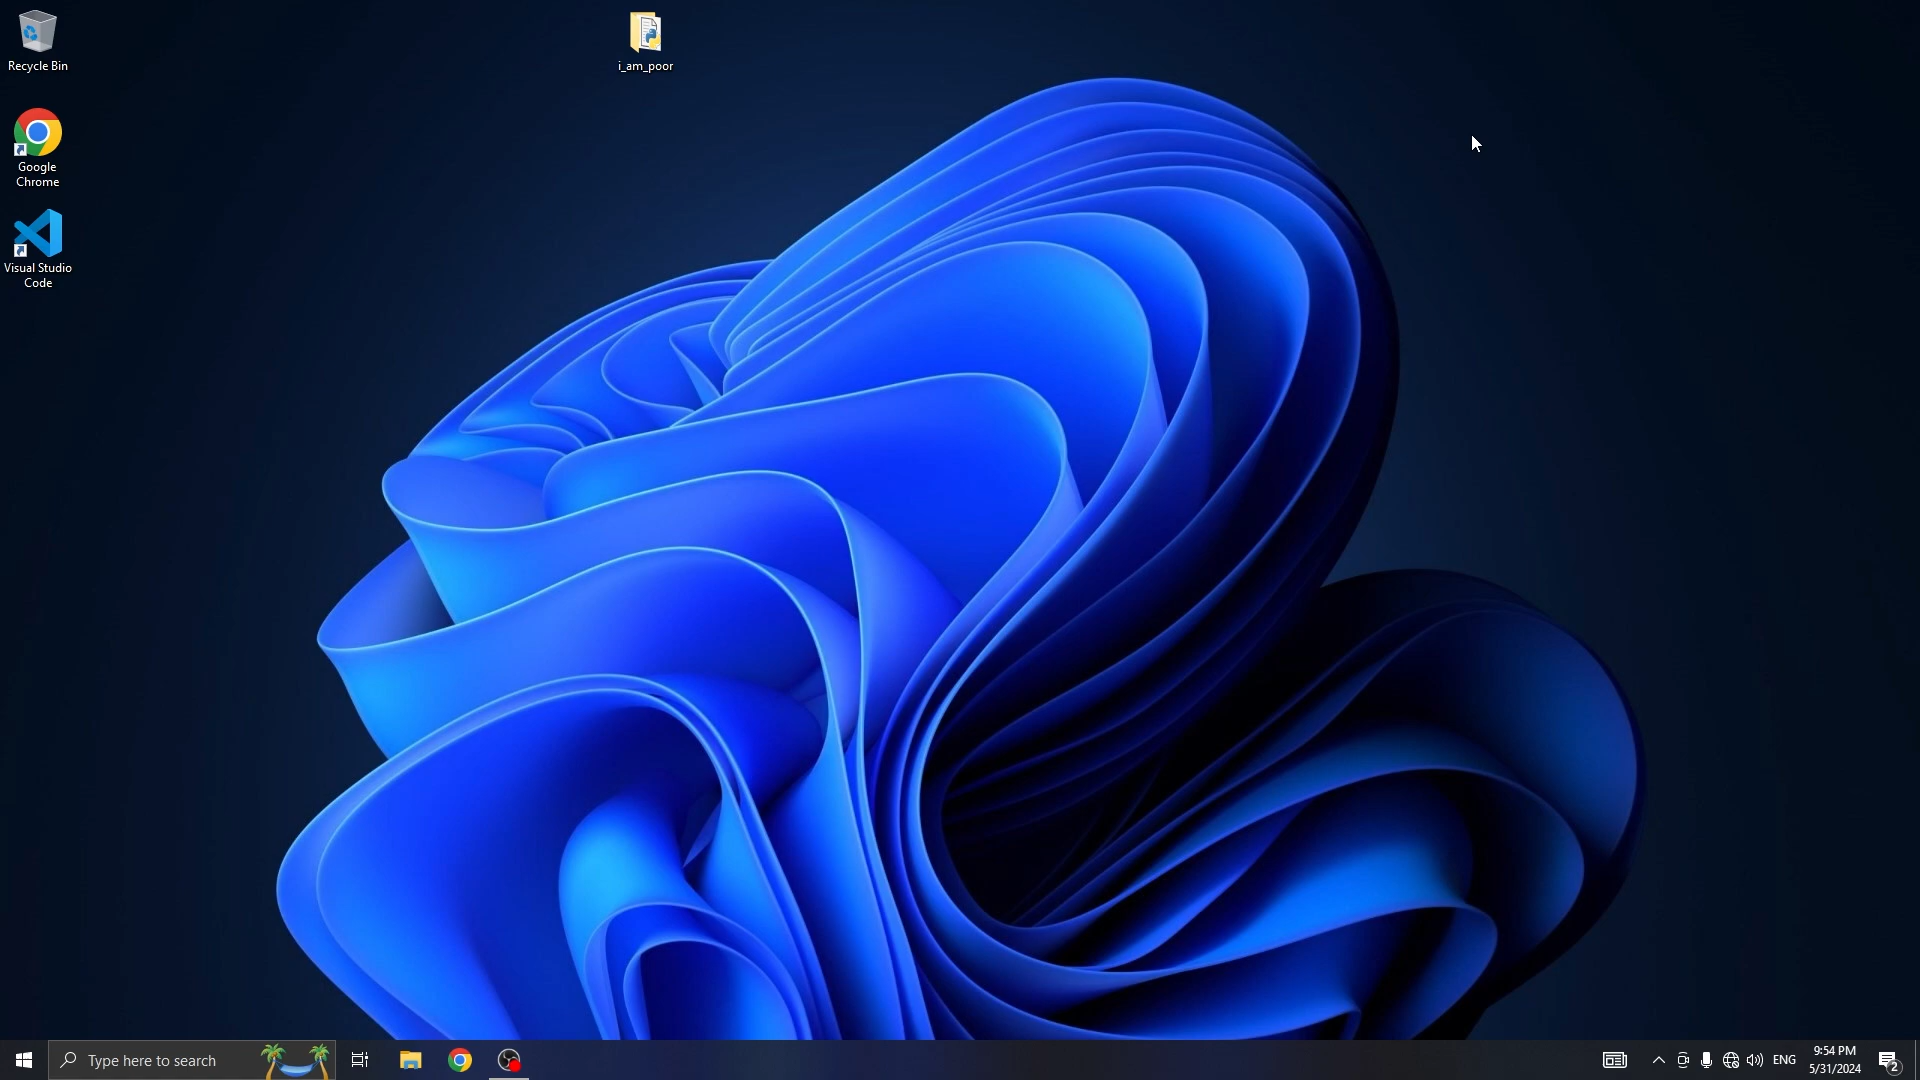 Recycle Bin
i_am_poor
Google
Chrome
Visual Studio
Code
Type here to search
ENG
9:54 PM
5/31/2024
2